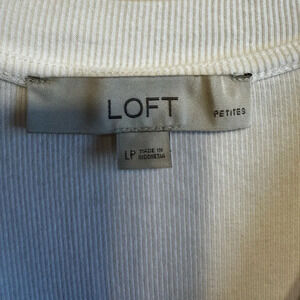 LOFT
PETITES
LP MADE IN
INDONESIA